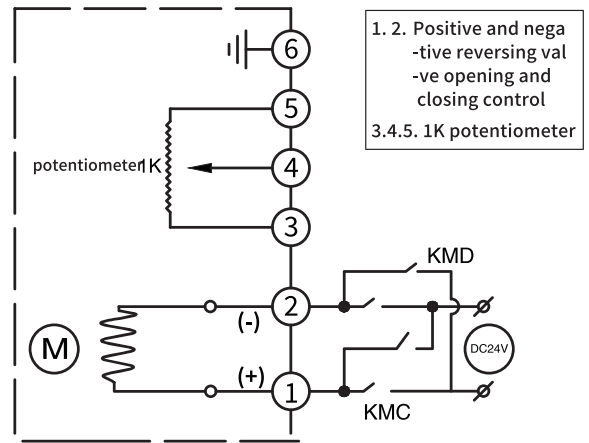 6
1. 2. Positive and nega
-tive reversing val
-ve opening and
closing control
3.4.5. 1K potentiometer
5
potentiometer1K
4
3
KMD
2
(-)
M
DC24V
(+)
1
KMC